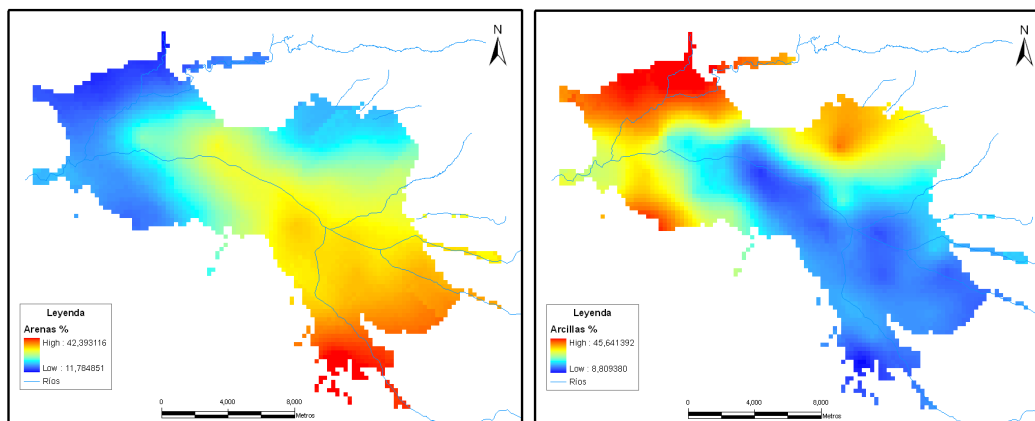 N
Leyenda
Arenas %
High : 42,393116
Low : 11,784851
Ríos
0 4,000 8,000
Metros
N
Leyenda
Arcillas %
High : 45,641392
Low : 8,809380
Ríos
0 4,000 8,000
Metros